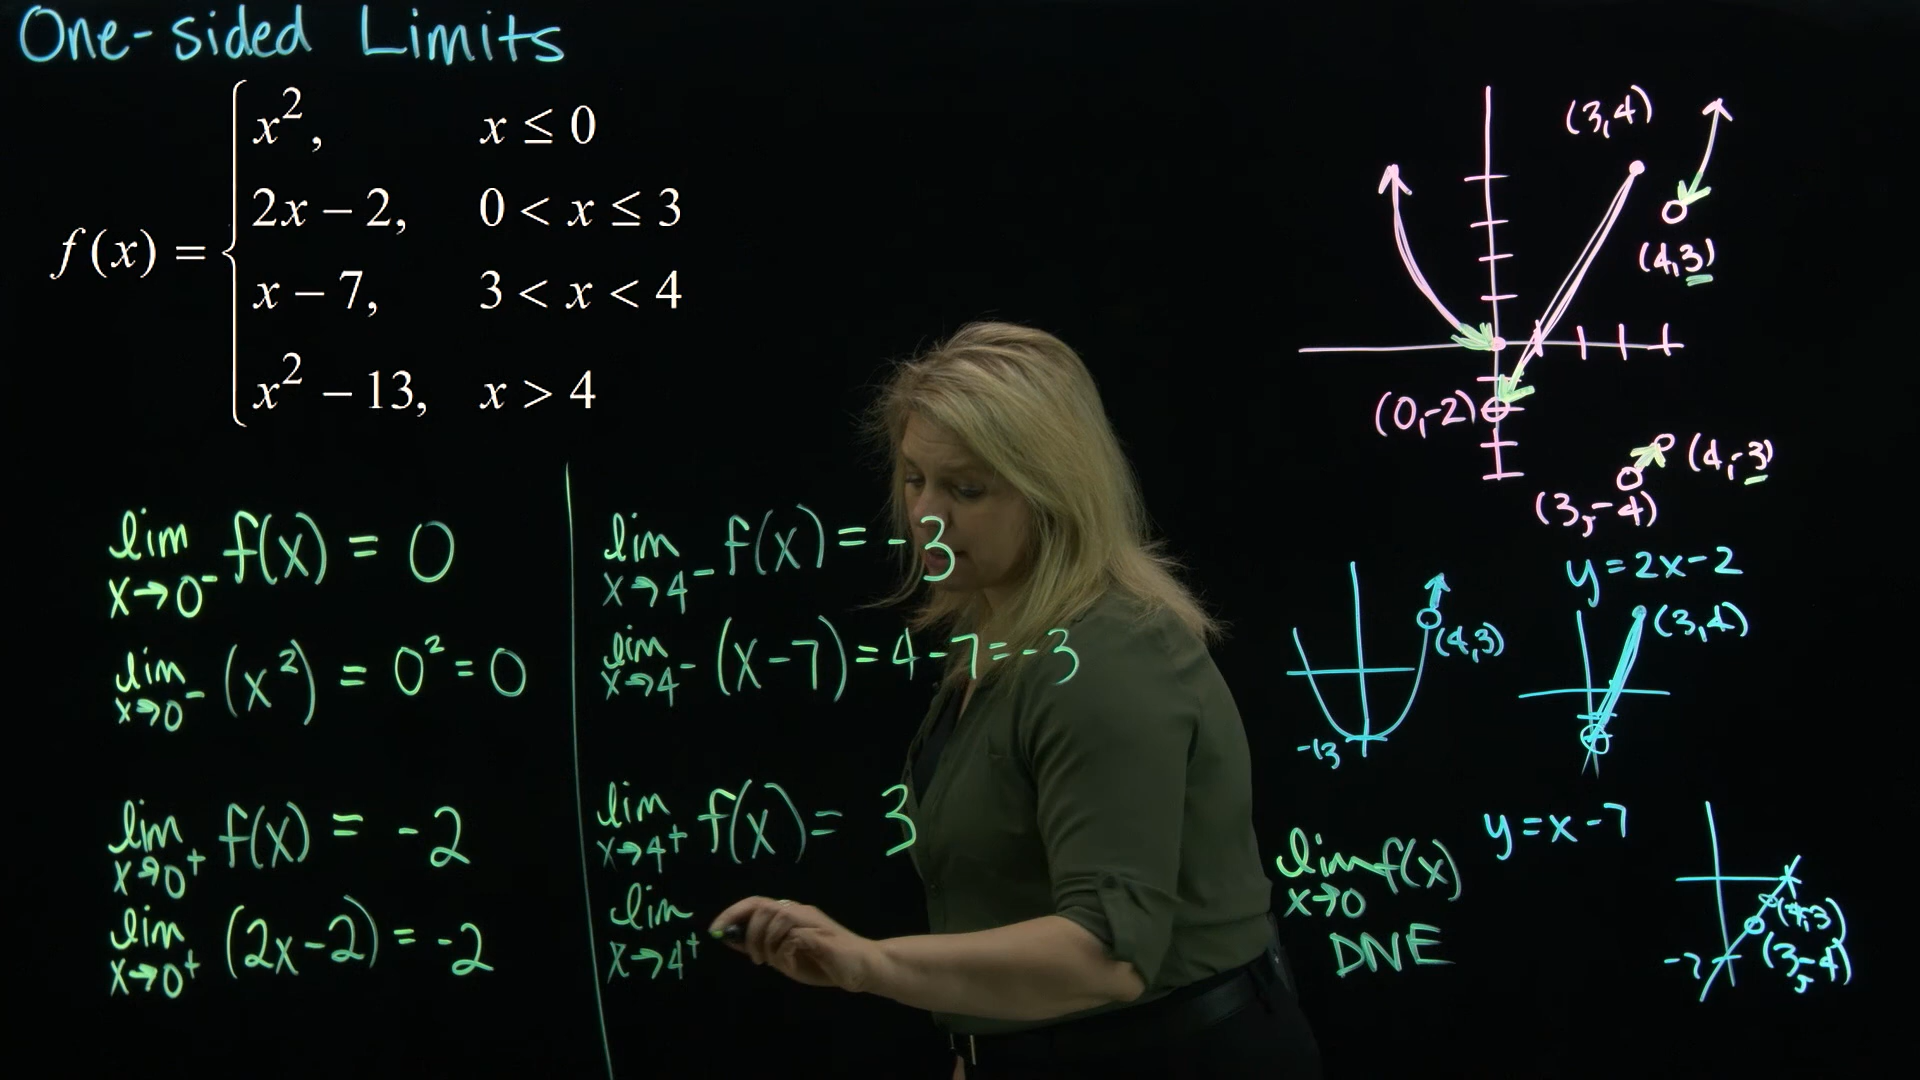 One-sided Limits
f(x) = { x², x ≤ 0
2x − 2, 0 < x ≤ 3
x − 7, 3 < x < 4
x² − 13, x > 4
lim x→0⁻ f(x) = 0
lim x→0⁻ (x²) = 0² = 0
lim x→0⁺ f(x) = -2
lim x→0⁺ (2x-2) = -2
lim x→4⁻ f(x) = -3
lim x→4⁻ (x-7) = 4-7 = -3
lim x→4⁺ f(x) = 3
lim x→4⁺
(3,4)
(4,3)
(0,-2)
(4,-3)
(3,-4)
(4,3)
-13
y=2x-2
(3,4)
lim x→0 f(x)
DNE
y=x-7
(4,-3)
(3,-4)
-7